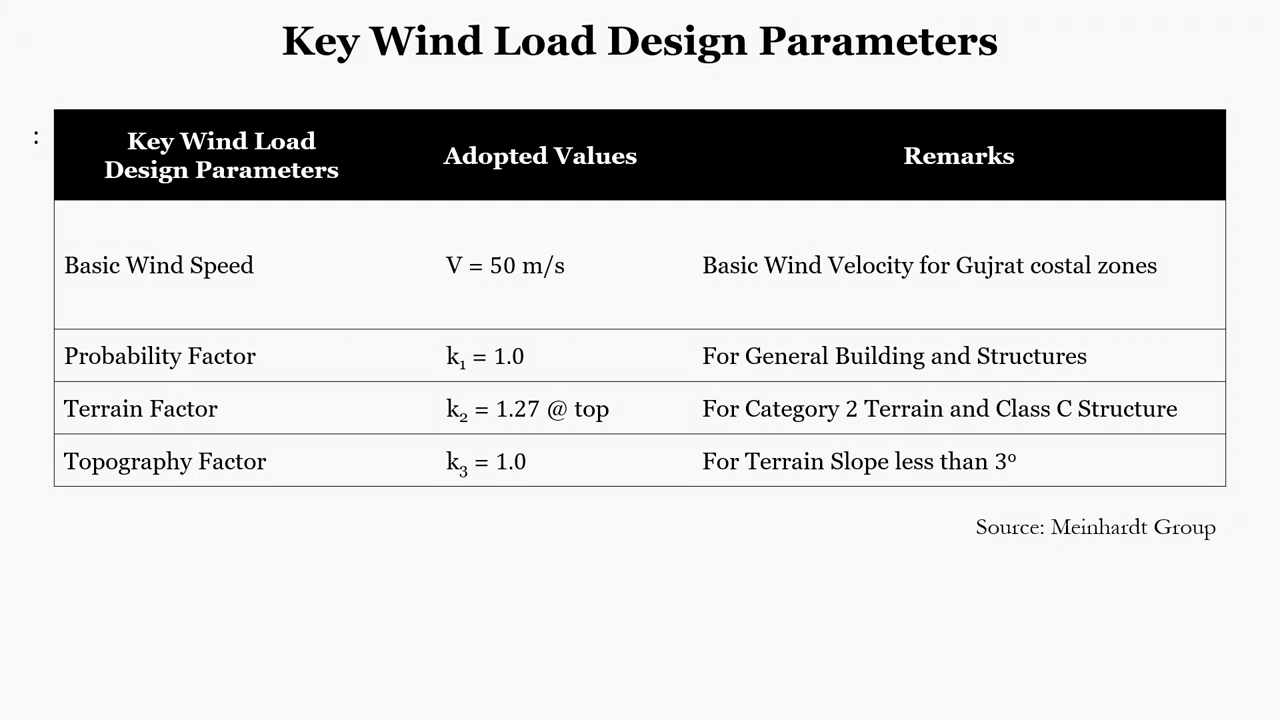 Key Wind Load Design Parameters
:
Key Wind Load
Design Parameters
Adopted Values
Remarks
Basic Wind Speed
V = 50 m/s
Basic Wind Velocity for Gujrat costal zones
Probability Factor
k₁ = 1.0
For General Building and Structures
Terrain Factor
k₂ = 1.27 @ top
For Category 2 Terrain and Class C Structure
Topography Factor
k₃ = 1.0
For Terrain Slope less than 3º
Source: Meinhardt Group